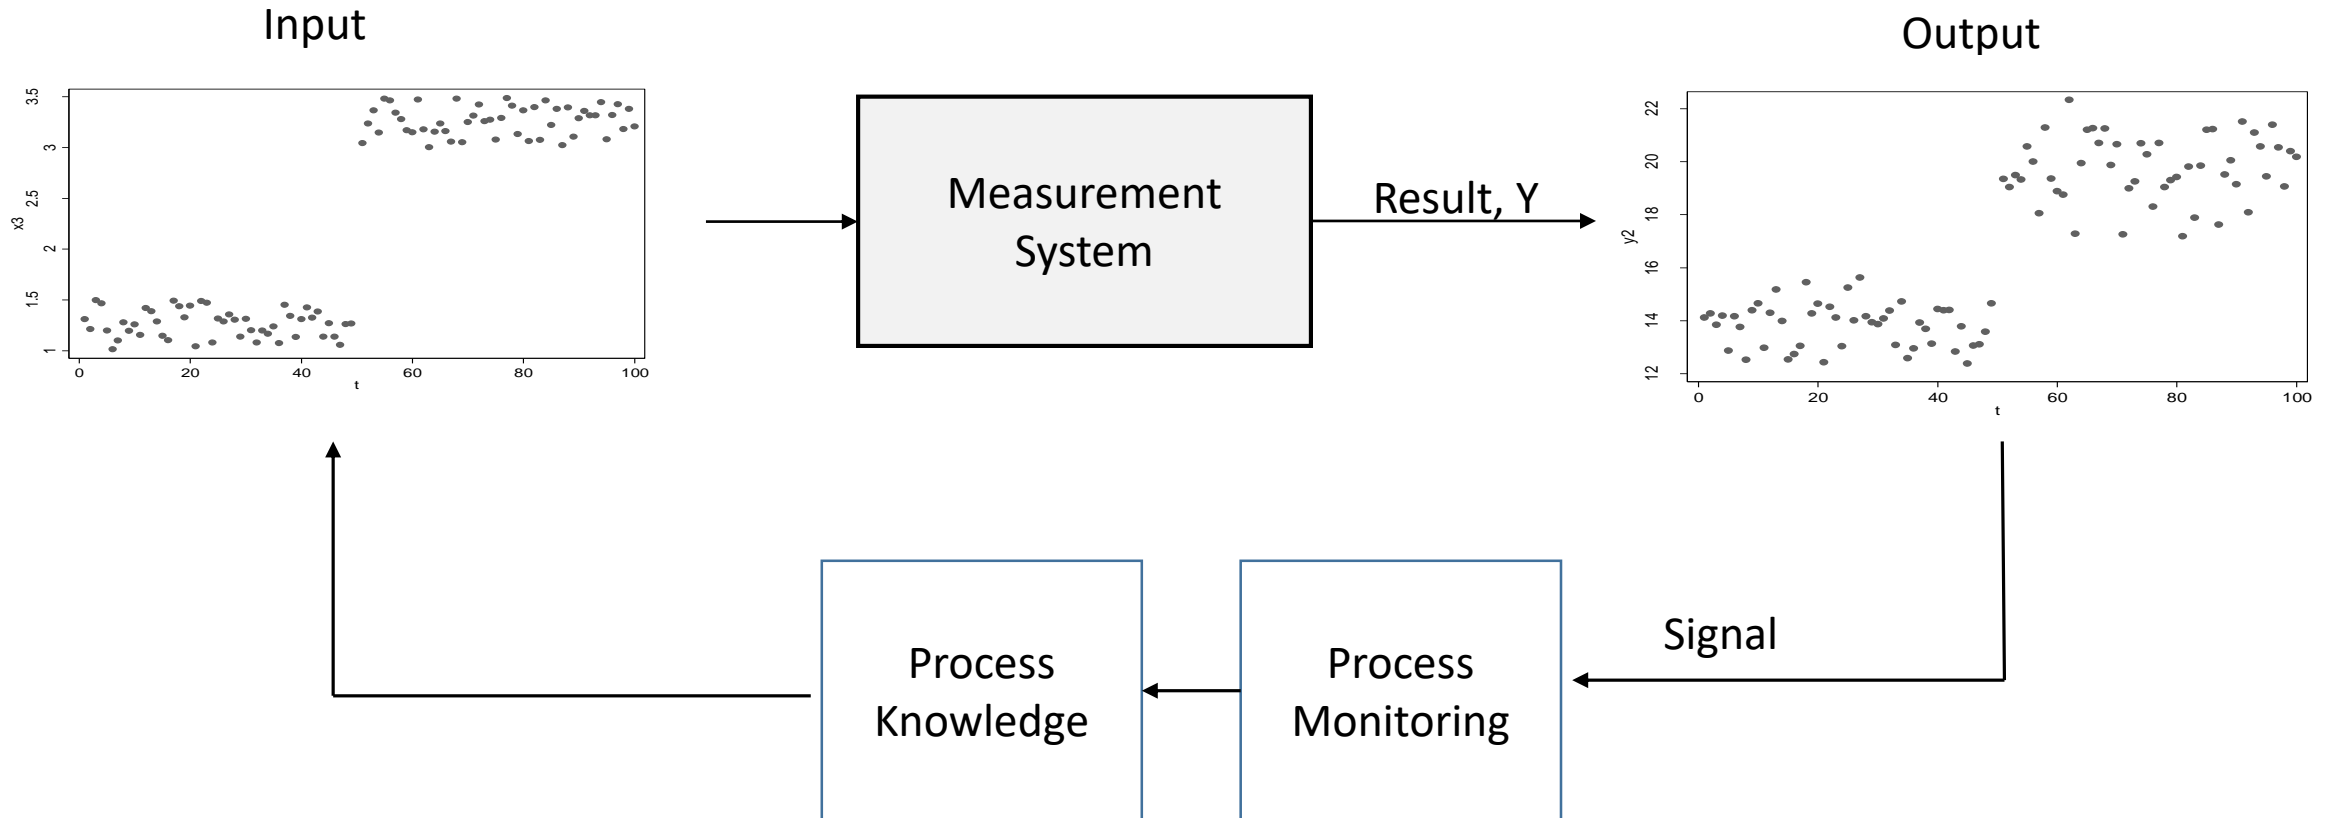 Input
Output
3.5
3
2.5
2
1.5
1
x3
0 20 40 60 80 100
t
Measurement
System
Result, Y
22
20
18
16
14
12
y2
0 20 40 60 80 100
t
Signal
Process
Monitoring
Process
Knowledge